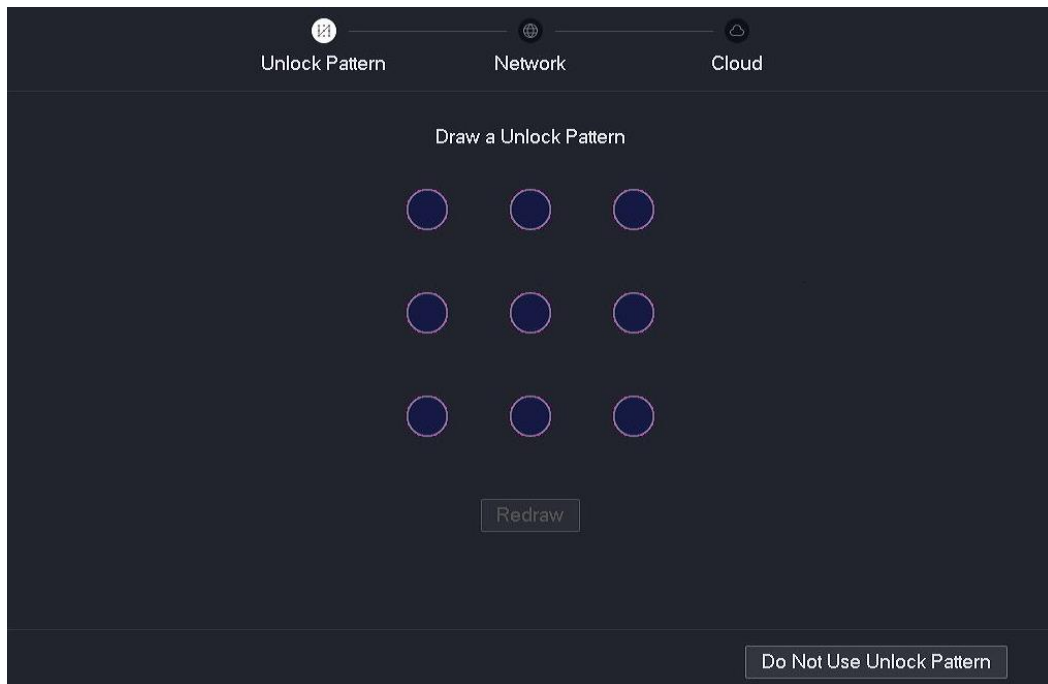 Unlock Pattern Network Cloud
Draw a Unlock Pattern
Redraw
Do Not Use Unlock Pattern